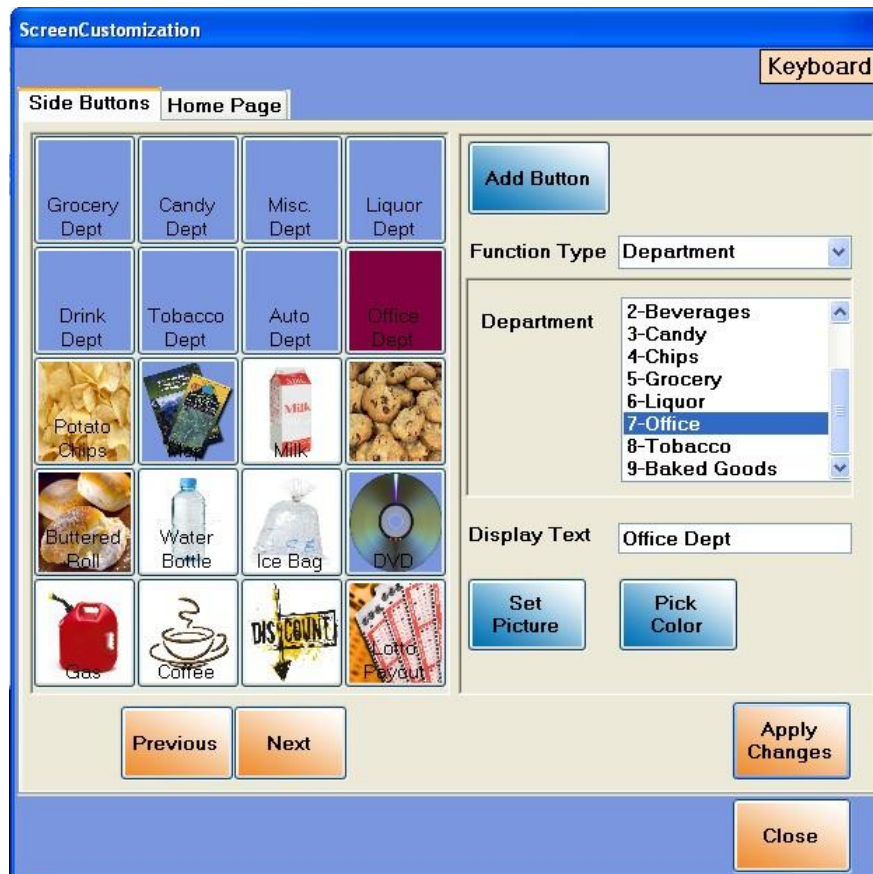 ScreenCustomization
Keyboard
Side Buttons
Home Page
Grocery
Dept
Candy
Dept
Misc.
Dept
Liquor
Dept
Drink
Dept
Tobacco
Dept
Auto
Dept
Office
Dept
Potato
Chips
Map
Milk
Milk
Buttered
Roll
Water
Bottle
Ice Bag
DVD
Gas
Coffee
DISCOUNT
Lotto
Payout
Previous
Next
Add Button
Function Type
Department
Department
2-Beverages
3-Candy
4-Chips
5-Grocery
6-Liquor
7-Office
8-Tobacco
9-Baked Goods
Display Text
Office Dept
Set
Picture
Pick
Color
Apply
Changes
Close